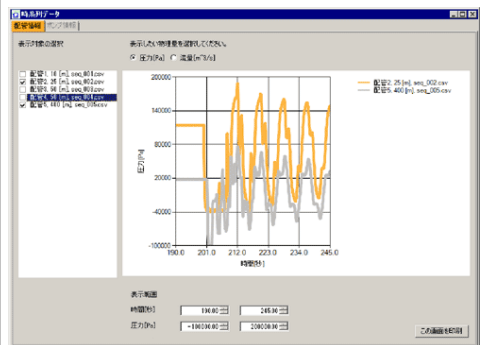 時系列データ
配管情報 ポンプ情報
表示対象の選択
表示したい物理量を選択してください。
圧力[Pa] 流量[m^3/s]
配管1, 10 [m], seq_001.csv
配管2, 25 [m], seq_002.csv
配管3, 50 [m], seq_003.csv
配管4, 50 [m], seq_004.csv
配管5, 400 [m], seq_005.csv
200000
140000
80000
20000
-40000
-100000
圧力[Pa]
190.0 201.0 212.0 223.0 234.0 245.0
時間[秒]
配管2, 25 [m], seq_002.csv
配管5, 400 [m], seq_005.csv
表示範囲
時間[秒] 190.00 245.00
圧力[Pa] -100000.00 200000.00
この画面を印刷